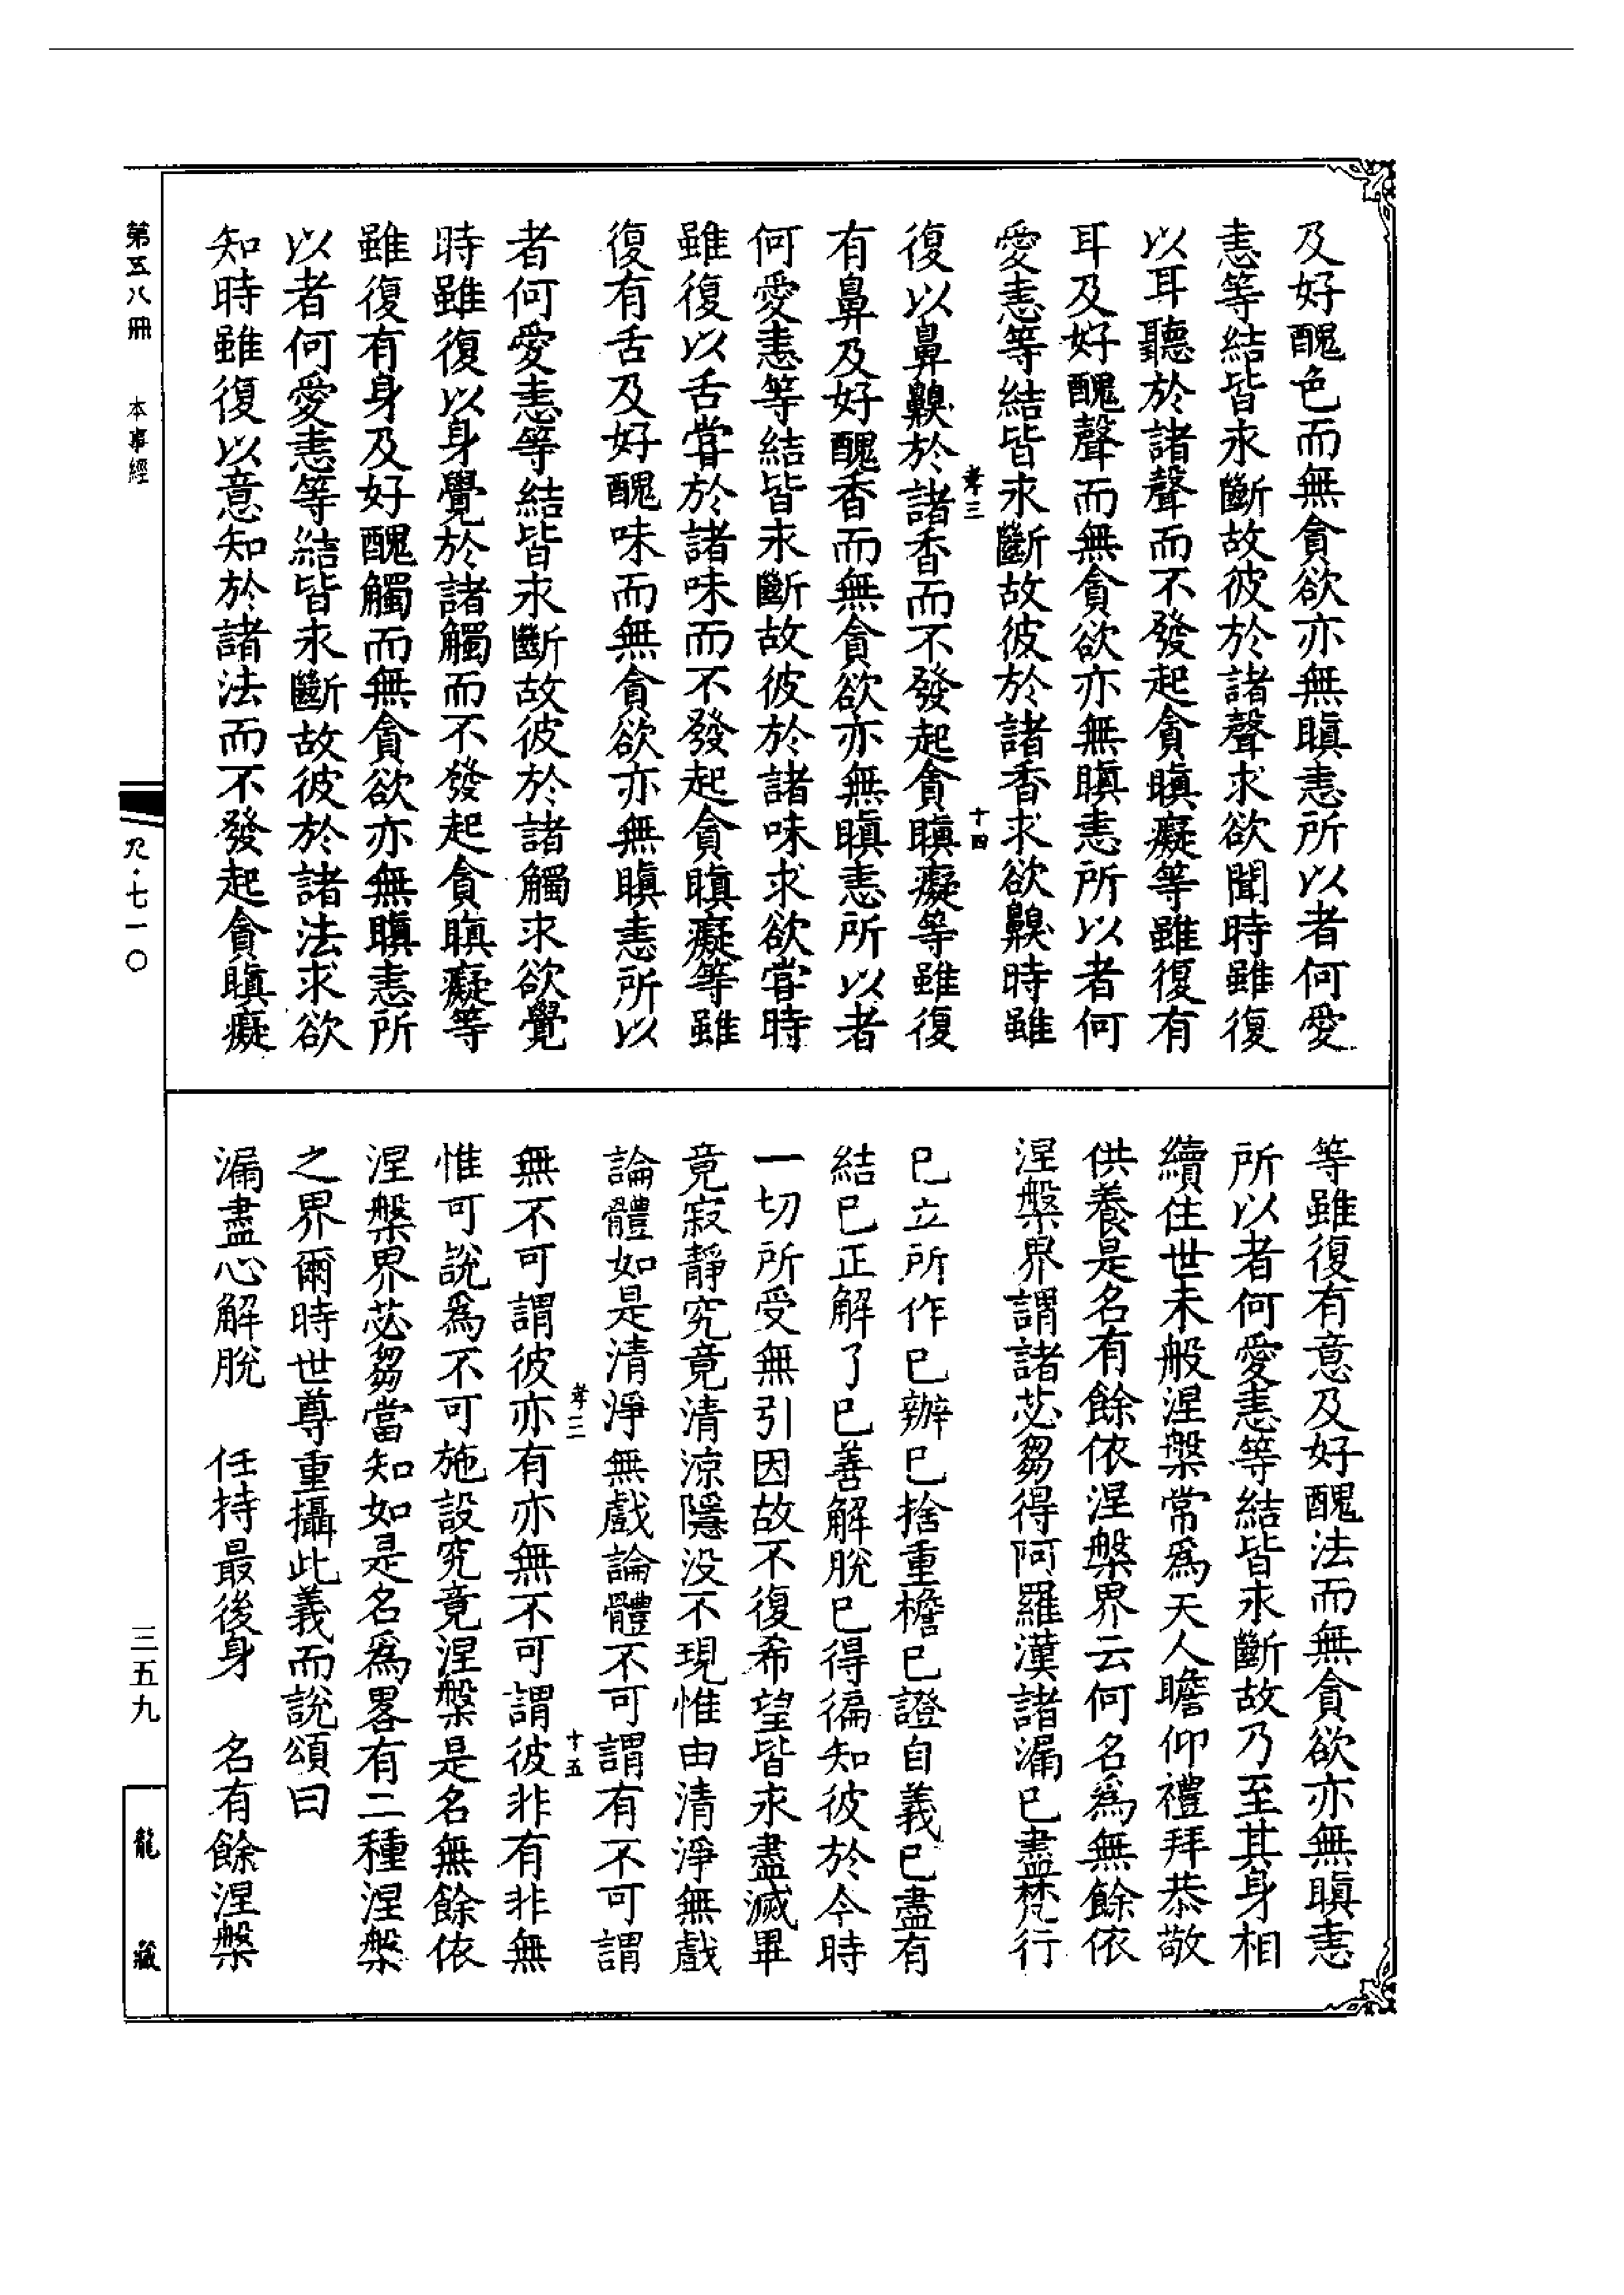 及好醜色而無貪欲亦無瞋恚所以者何愛
恚等結皆永斷故彼於諸聲求欲聞時雖復
以耳聽於諸聲而不發起貪瞋癡等雖復有
耳及好醜聲而無貪欲亦無瞋恚所以者何
愛恚等結皆永斷故彼於諸香求欲齅時雖
孝三 十四
復以鼻齅於諸香而不發起貪瞋癡等雖復
有鼻及好醜香而無貪欲亦無瞋恚所以者
何愛恚等結皆永斷故彼於諸味求欲甞時
雖復以舌甞於諸味而不發起貪瞋癡等雖
復有舌及好醜味而無貪欲亦無瞋恚所以
者何愛恚等結皆永斷故彼於諸觸求欲覺
時雖復以身覺於諸觸而不發起貪瞋癡等
雖復有身及好醜觸而無貪欲亦無瞋恚所
以者何愛恚等結皆永斷故彼於諸法求欲
知時雖復以意知於諸法而不發起貪瞋癡
等雖復有意及好醜法而無貪欲亦無瞋恚
所以者何愛恚等結皆永斷故乃至其身相
續住世未般涅槃常爲天人瞻仰禮拜恭敬
供養是名有餘依涅槃界云何名爲無餘依
涅槃界謂諸苾芻得阿羅漢諸漏已盡梵行
已立所作已辦已捨重檐已證自義已盡有
結已正解了已善解脫已得徧知彼於今時
一切所受無引因故不復希望皆永盡滅畢
竟寂靜究竟清涼隱没不現惟由清淨無戲
論體如是清淨無戲論體不可謂有不可謂
孝三 十五
無不可謂彼亦有亦無不可謂彼非有非無
惟可說爲不可施設究竟涅槃是名無餘依
涅槃界苾芻當知如是名爲畧有二種涅槃
之界爾時世尊重攝此義而說頌曰
漏盡心解脫 任持最後身 名有餘涅槃
第五八冊 本事經
尺·七一〇
三五九
龍藏